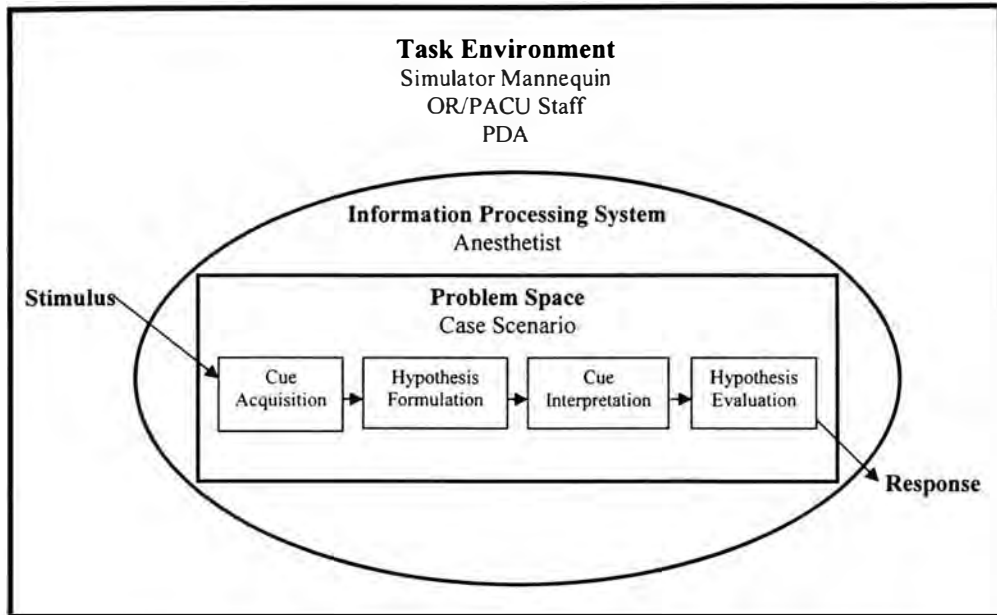 Task Environment
Simulator Mannequin
OR/PACU Staff
PDA
Information Processing System
Anesthetist
Stimulus
Problem Space
Case Scenario
Cue
Acquisition
Hypothesis
Formulation
Cue
Interpretation
Hypothesis
Evaluation
Response